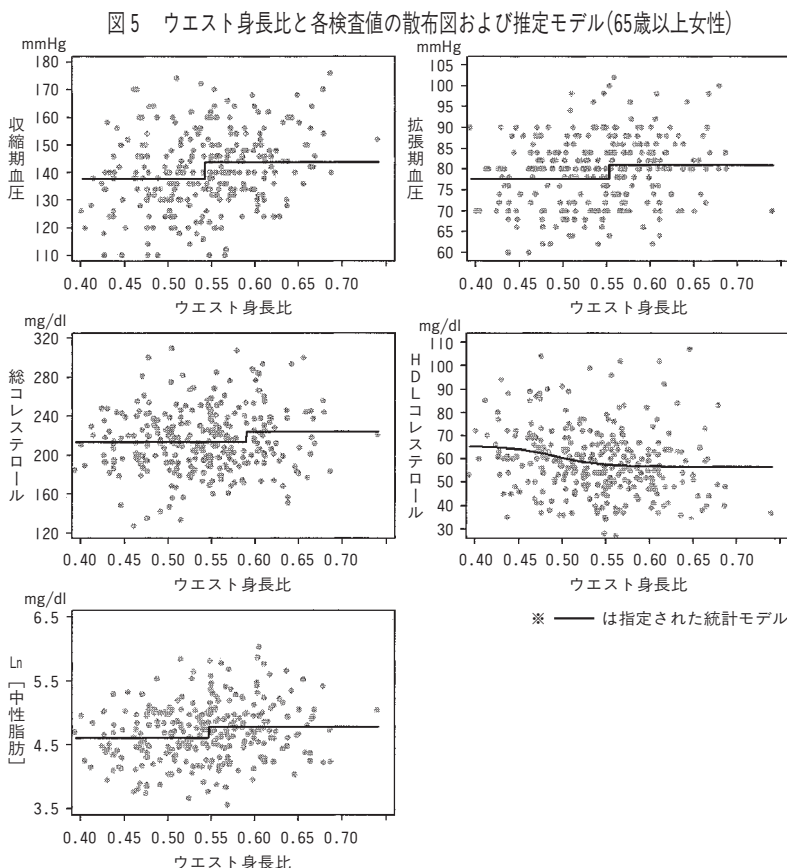 図5 ウエスト身長比と各検査値の散布図および推定モデル(65歳以上女性)
mmHg
収縮期血圧
180
170
160
150
140
130
120
110
0.40 0.45 0.50 0.55 0.60 0.65 0.70
ウエスト身長比
mmHg
拡張期血圧
105
100
95
90
85
80
75
70
65
60
0.40 0.45 0.50 0.55 0.60 0.65 0.70
ウエスト身長比
mg/dl
総コレステロール
320
280
240
200
160
120
0.40 0.45 0.50 0.55 0.60 0.65 0.70
ウエスト身長比
mg/dl
HDLコレステロール
110
100
90
80
70
60
50
40
30
0.40 0.45 0.50 0.55 0.60 0.65 0.70
ウエスト身長比
※ ── は指定された統計モデル
mg/dl
Ln[中性脂肪]
6.5
5.5
4.5
3.5
0.40 0.45 0.50 0.55 0.60 0.65 0.70
ウエスト身長比